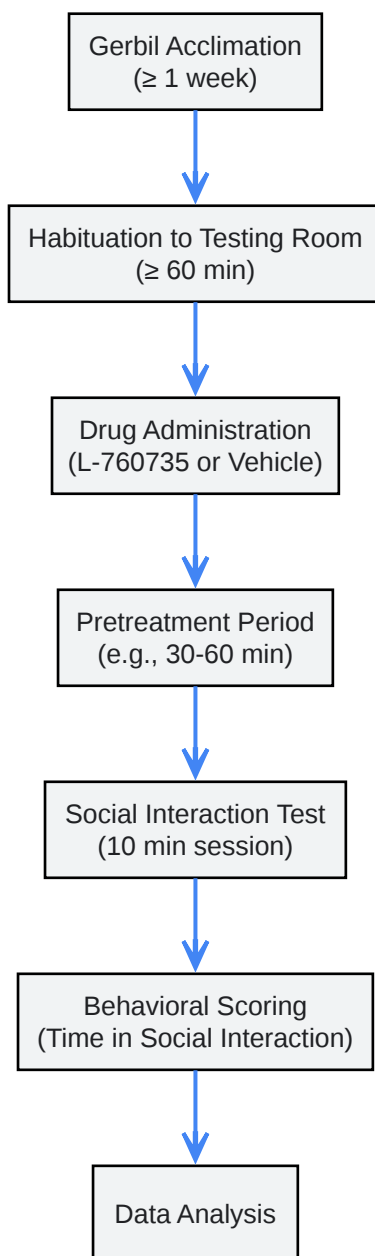 Gerbil Acclimation
(≥ 1 week)
Habituation to Testing Room
(≥ 60 min)
Drug Administration
(L-760735 or Vehicle)
Pretreatment Period
(e.g., 30-60 min)
Social Interaction Test
(10 min session)
Behavioral Scoring
(Time in Social Interaction)
Data Analysis